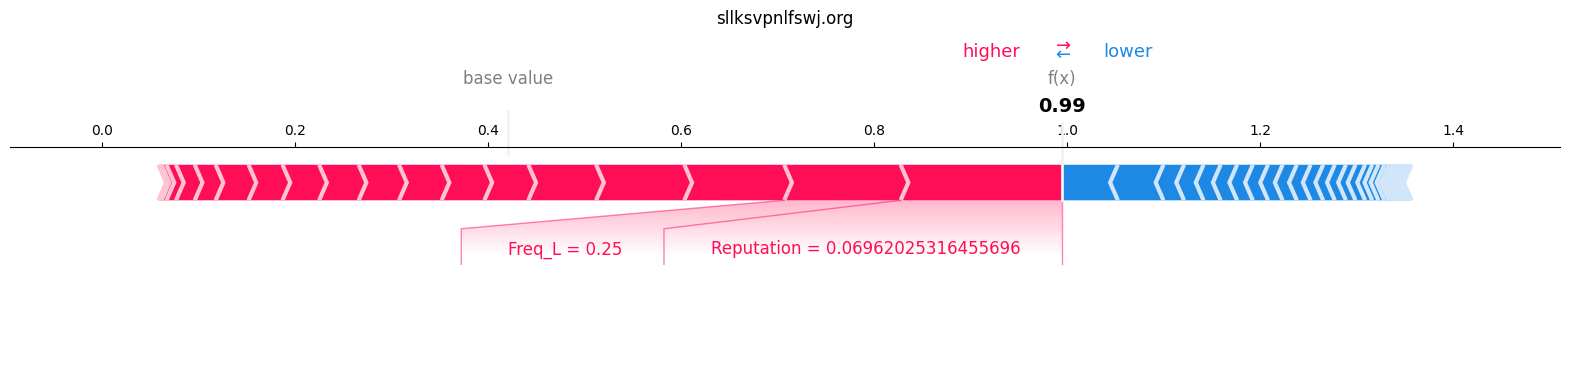 sllksvpnlfswj.org
higher ⇄ lower
base value f(x)
0.99
0.0 0.2 0.4 0.6 0.8 1.0 1.2 1.4
Freq_L = 0.25 Reputation = 0.06962025316455696